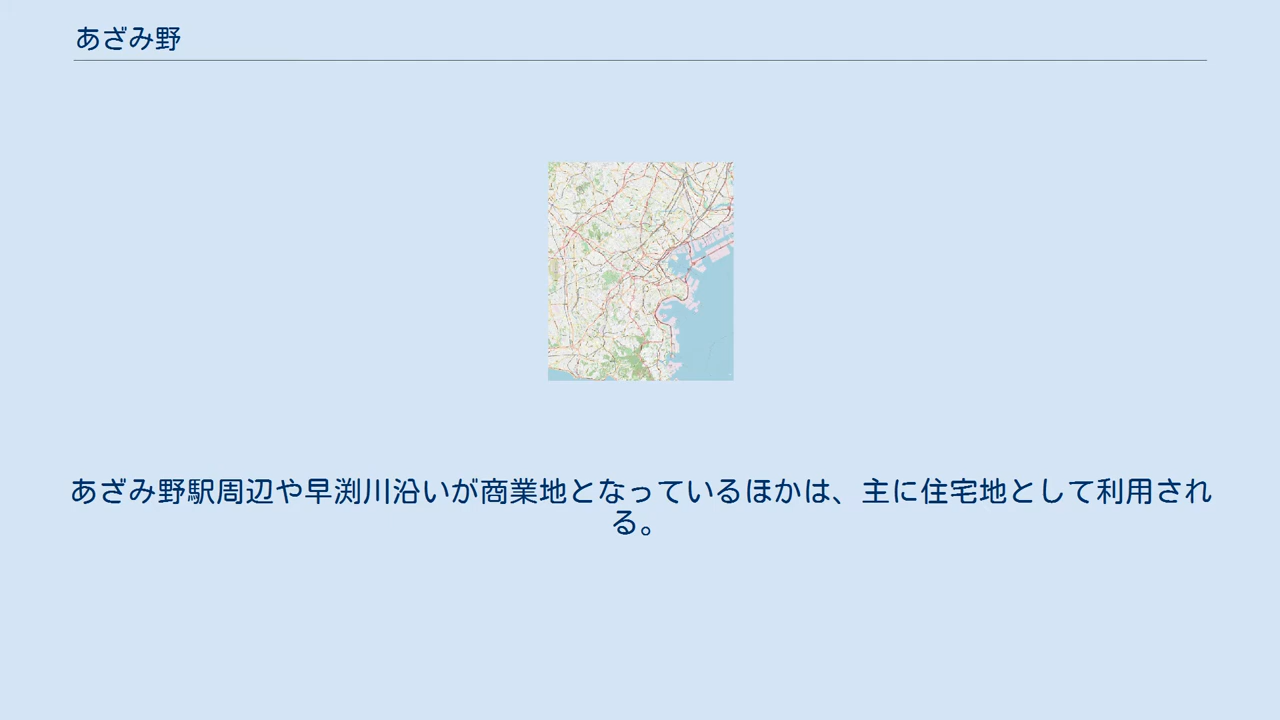 あざみ野
あざみ野駅周辺や早渕川沿いが商業地となっているほかは、主に住宅地として利用され
る。